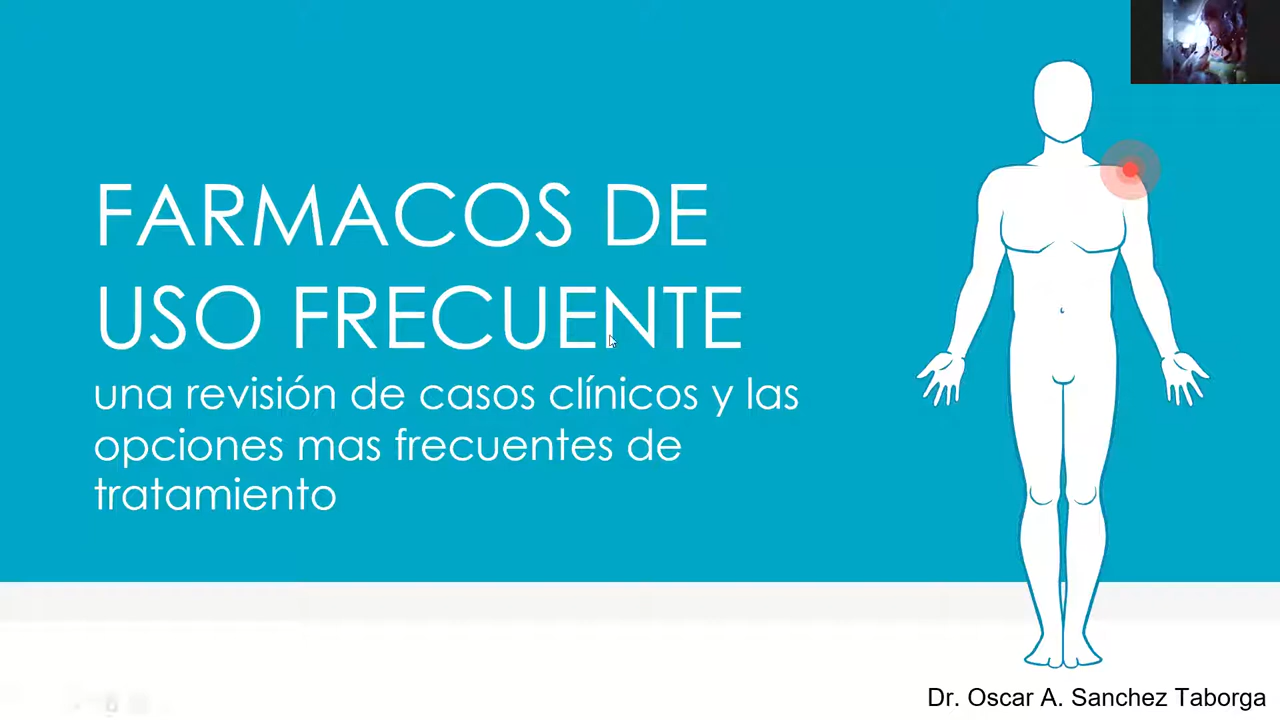 FARMACOS DE
USO FRECUENTE
una revisión de casos clínicos y las
opciones mas frecuentes de
tratamiento
Dr. Oscar A. Sanchez Taborga